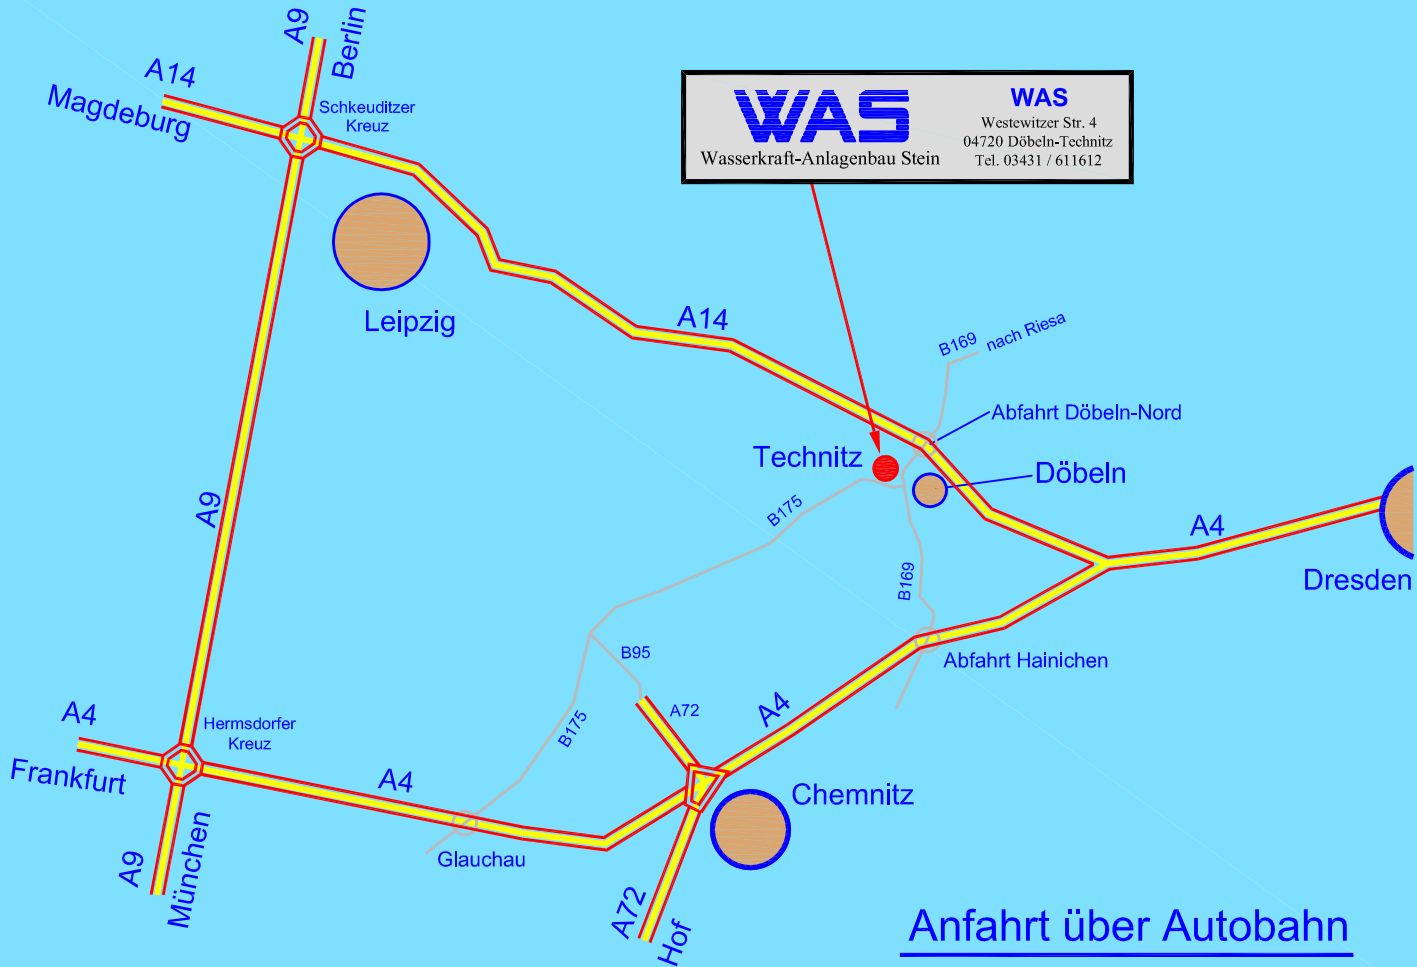 A9
Berlin
A14
Magdeburg
Schkeuditzer
Kreuz
WAS
Wasserkraft-Anlagenbau Stein
WAS
Westewitzer Str. 4
04720 Döbeln-Technitz
Tel. 03431 / 611612
Leipzig
A14
B169 nach Riesa
Abfahrt Döbeln-Nord
Technitz
Döbeln
A9
B175
A4
Dresden
B169
Abfahrt Hainichen
B95
A72
A4
B175
A4
Hermsdorfer
Kreuz
Frankfurt
A4
Chemnitz
Glauchau
A9
München
A72
Hof
Anfahrt über Autobahn